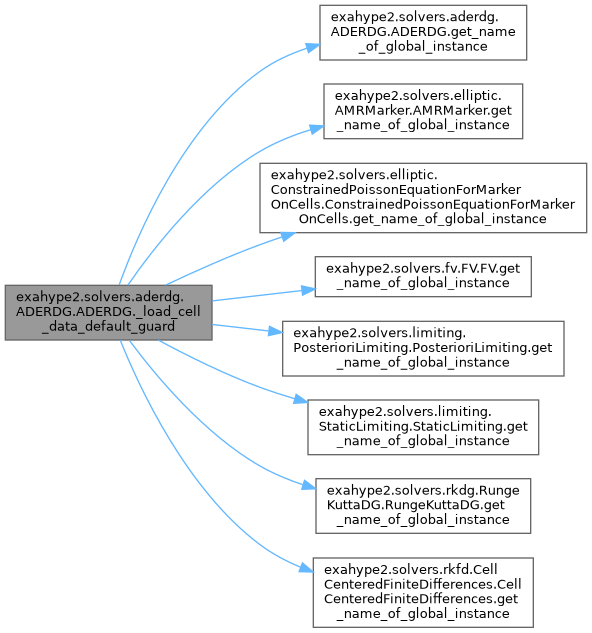 exahype2.solvers.aderdg.
ADERDG.ADERDG.get_name
_of_global_instance
exahype2.solvers.elliptic.
AMRMarker.AMRMarker.get
_name_of_global_instance
exahype2.solvers.elliptic.
ConstrainedPoissonEquationForMarker
OnCells.ConstrainedPoissonEquationForMarker
OnCells.get_name_of_global_instance
exahype2.solvers.fv.FV.FV.get
_name_of_global_instance
exahype2.solvers.aderdg.
ADERDG.ADERDG._load_cell
_data_default_guard
exahype2.solvers.limiting.
PosterioriLimiting.PosterioriLimiting.get
_name_of_global_instance
exahype2.solvers.limiting.
StaticLimiting.StaticLimiting.get
_name_of_global_instance
exahype2.solvers.rkdg.Runge
KuttaDG.RungeKuttaDG.get
_name_of_global_instance
exahype2.solvers.rkfd.Cell
CenteredFiniteDifferences.Cell
CenteredFiniteDifferences.get
_name_of_global_instance